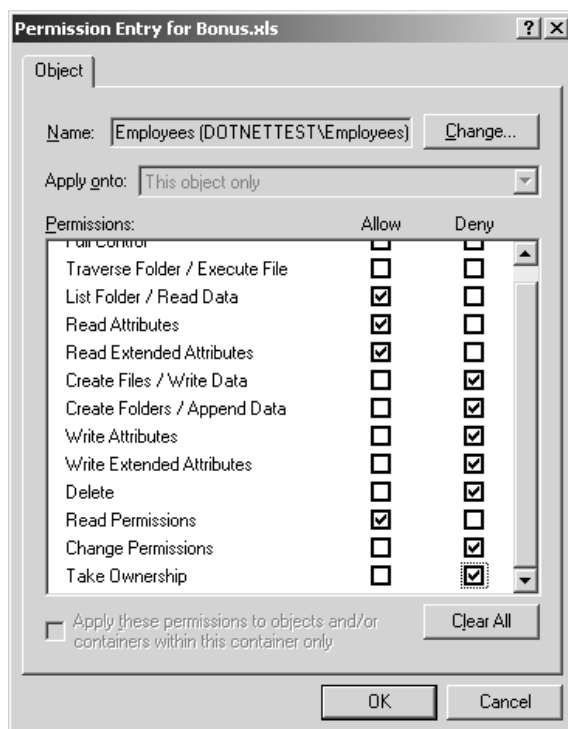 Permission Entry for Bonus.xls
Object
Name: Employees (DOTNETTEST\Employees) Change...
Apply onto: This object only
Permissions: Allow Deny
Full Control
Traverse Folder / Execute File
List Folder / Read Data
Read Attributes
Read Extended Attributes
Create Files / Write Data
Create Folders / Append Data
Write Attributes
Write Extended Attributes
Delete
Read Permissions
Change Permissions
Take Ownership
Apply these permissions to objects and/or
containers within this container only
Clear All
OK Cancel